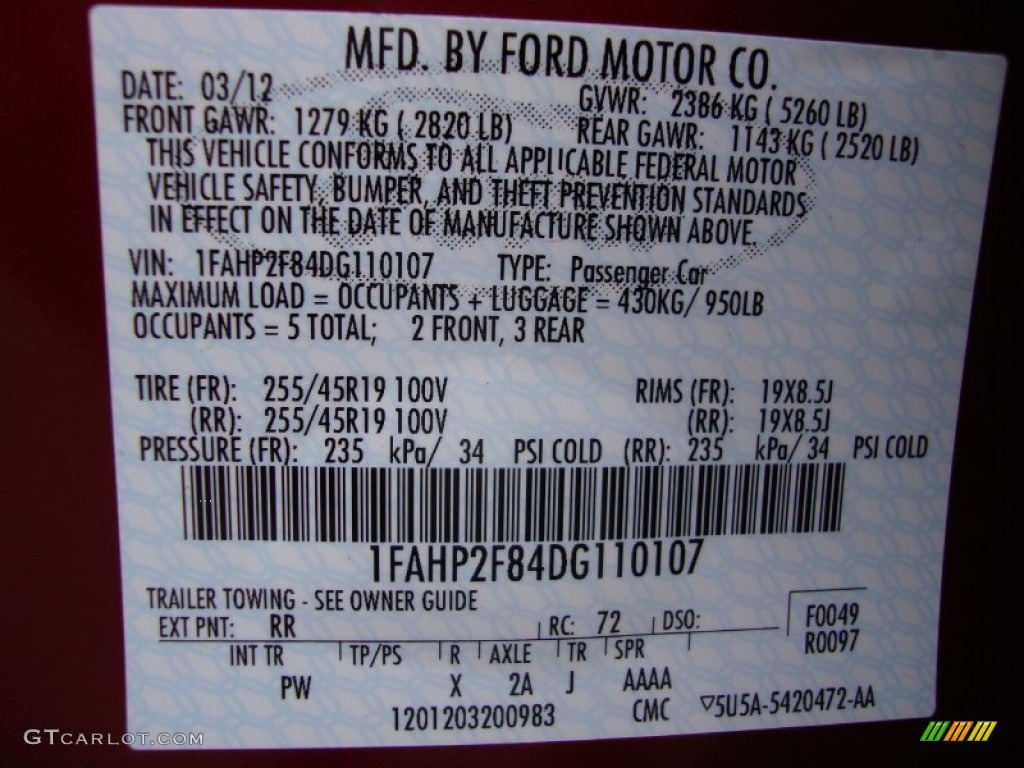 MFD. BY FORD MOTOR CO.
DATE: 03/12 GVWR: 2386 KG ( 5260 LB)
FRONT GAWR: 1279 KG ( 2820 LB) REAR GAWR: 1143 KG ( 2520 LB)
THIS VEHICLE CONFORMS TO ALL APPLICABLE FEDERAL MOTOR
VEHICLE SAFETY, BUMPER, AND THEFT PREVENTION STANDARDS
IN EFFECT ON THE DATE OF MANUFACTURE SHOWN ABOVE.
VIN: 1FAHP2F84DG110107 TYPE: Passenger Car
MAXIMUM LOAD = OCCUPANTS + LUGGAGE = 430KG/ 950LB
OCCUPANTS = 5 TOTAL; 2 FRONT, 3 REAR
TIRE (FR): 255/45R19 100V RIMS (FR): 19X8.5J
(RR): 255/45R19 100V (RR): 19X8.5J
PRESSURE (FR): 235 kPa/ 34 PSI COLD (RR): 235 kPa/ 34 PSI COLD
1FAHP2F84DG110107
TRAILER TOWING - SEE OWNER GUIDE
EXT PNT: RR RC: 72 DSO: F0049
R0097
INT TR TP/PS R AXLE TR SPR
PW X 2A J AAAA
1201203200983 CMC ▽5U5A-5420472-AA
GTCARLOT.COM